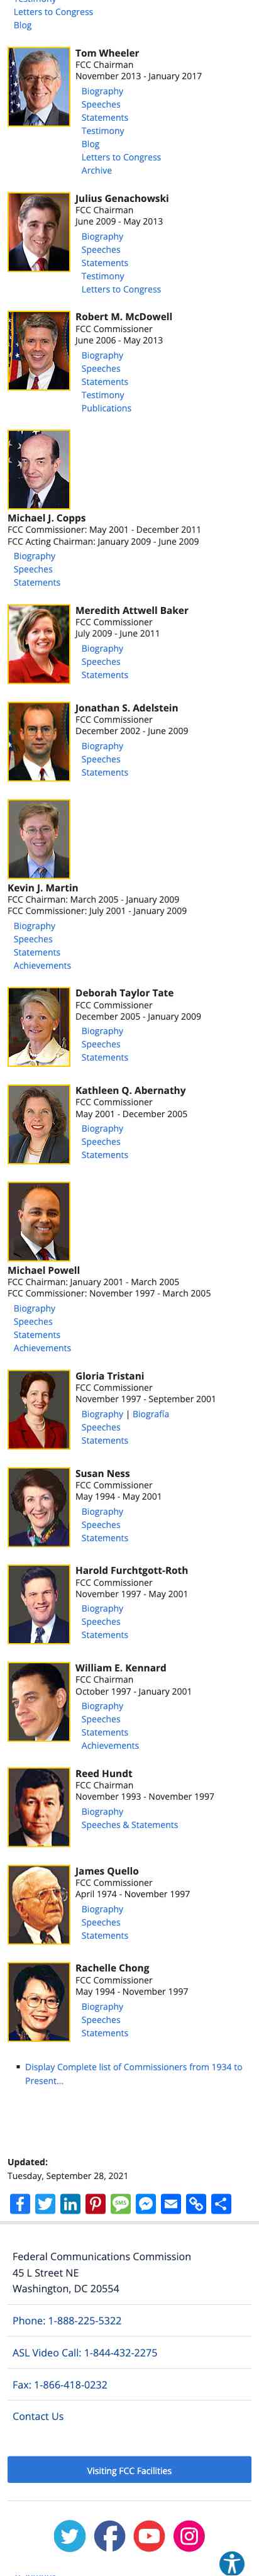 Letters to Congress
Blog
Tom Wheeler
FCC Chairman
November 2013 - January 2017
Biography
Speeches
Statements
Testimony
Blog
Letters to Congress
Archive
Julius Genachowski
FCC Chairman
June 2009 - May 2013
Biography
Speeches
Statements
Testimony
Letters to Congress
Robert M. McDowell
FCC Commissioner
June 2006 - May 2013
Biography
Speeches
Statements
Testimony
Publications
Michael J. Copps
FCC Commissioner: May 2001 - December 2011
FCC Acting Chairman: January 2009 - June 2009
Biography
Speeches
Statements
Meredith Attwell Baker
FCC Commissioner
July 2009 - June 2011
Biography
Speeches
Statements
Jonathan S. Adelstein
FCC Commissioner
December 2002 - June 2009
Biography
Speeches
Statements
Kevin J. Martin
FCC Chairman: March 2005 - January 2009
FCC Commissioner: July 2001 - January 2009
Biography
Speeches
Statements
Achievements
Deborah Taylor Tate
FCC Commissioner
December 2005 - January 2009
Biography
Speeches
Statements
Kathleen Q. Abernathy
FCC Commissioner
May 2001 - December 2005
Biography
Speeches
Statements
Michael Powell
FCC Chairman: January 2001 - March 2005
FCC Commissioner: November 1997 - March 2005
Biography
Speeches
Statements
Achievements
Gloria Tristani
FCC Commissioner
November 1997 - September 2001
Biography | Biografía
Speeches
Statements
Susan Ness
FCC Commissioner
May 1994 - May 2001
Biography
Speeches
Statements
Harold Furchtgott-Roth
FCC Commissioner
November 1997 - May 2001
Biography
Speeches
Statements
William E. Kennard
FCC Chairman
October 1997 - January 2001
Biography
Speeches
Statements
Achievements
Reed Hundt
FCC Chairman
November 1993 - November 1997
Biography
Speeches & Statements
James Quello
FCC Commissioner
April 1974 - November 1997
Biography
Speeches
Statements
Rachelle Chong
FCC Commissioner
May 1994 - November 1997
Biography
Speeches
Statements
Display Complete list of Commissioners from 1934 to
Present...
Updated:
Tuesday, September 28, 2021
SMS
Federal Communications Commission
45 L Street NE
Washington, DC 20554
Phone: 1-888-225-5322
ASL Video Call: 1-844-432-2275
Fax: 1-866-418-0232
Contact Us
Visiting FCC Facilities